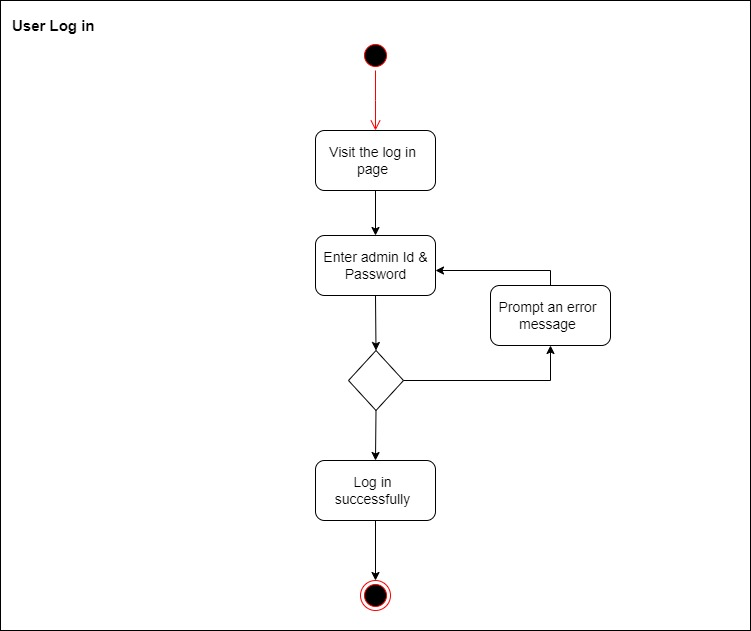 User Log in
Visit the log in
page
Enter admin Id &
Password
Prompt an error
message
Log in
successfully